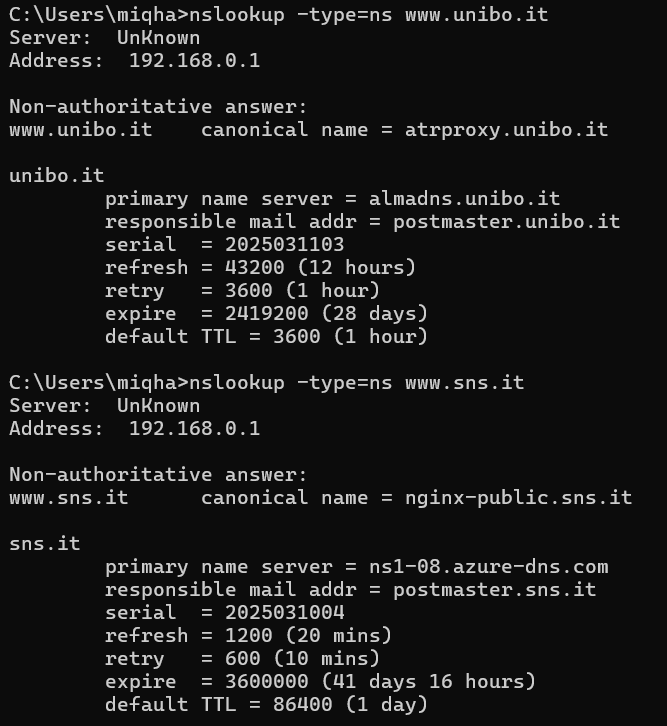 C:\Users\miqha>nslookup -type=ns www.unibo.it
Server:  UnKnown
Address:  192.168.0.1

Non-authoritative answer:
www.unibo.it    canonical name = atrproxy.unibo.it

unibo.it
        primary name server = almadns.unibo.it
        responsible mail addr = postmaster.unibo.it
        serial  = 2025031103
        refresh = 43200 (12 hours)
        retry   = 3600 (1 hour)
        expire  = 2419200 (28 days)
        default TTL = 3600 (1 hour)

C:\Users\miqha>nslookup -type=ns www.sns.it
Server:  UnKnown
Address:  192.168.0.1

Non-authoritative answer:
www.sns.it      canonical name = nginx-public.sns.it

sns.it
        primary name server = ns1-08.azure-dns.com
        responsible mail addr = postmaster.sns.it
        serial  = 2025031004
        refresh = 1200 (20 mins)
        retry   = 600 (10 mins)
        expire  = 3600000 (41 days 16 hours)
        default TTL = 86400 (1 day)